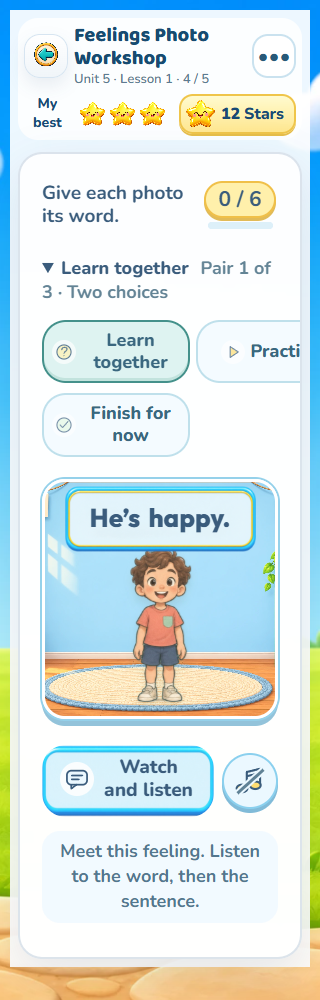 Feelings Photo
Workshop
Unit 5 · Lesson 1 · 4 / 5
My
best
12 Stars
Give each photo
its word.
0 / 6
Learn together Pair 1 of
3 · Two choices
Learn
together
Practi
Finish for
now
He's happy.
Watch
and listen
Meet this feeling. Listen
to the word, then the
sentence.